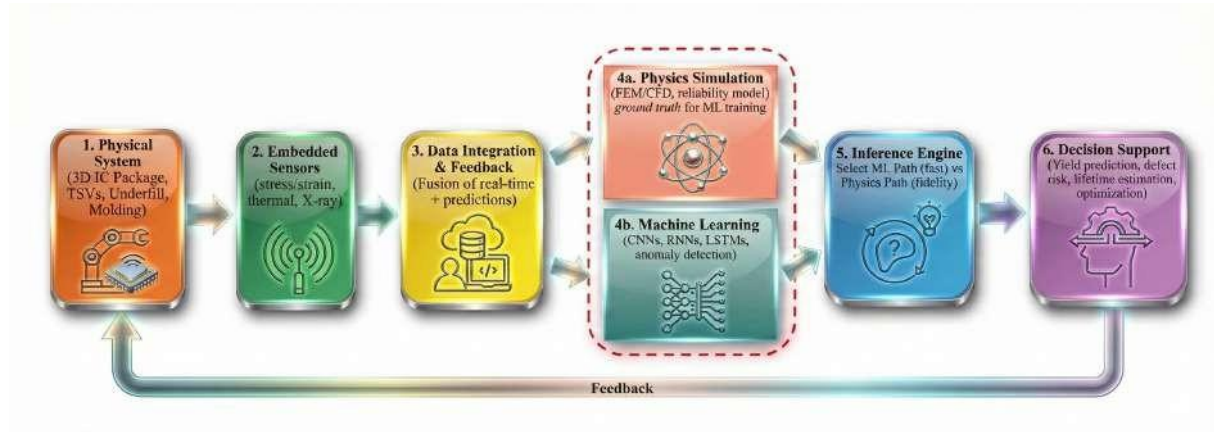 1. Physical
System
(3D IC Package,
TSVs, Underfill,
Molding)
2. Embedded
Sensors
(stress/strain,
thermal, X-ray)
3. Data Integration
& Feedback
(Fusion of real-time
+ predictions)
</>
4a. Physics Simulation
(FEM/CFD, reliability model)
ground truth for ML training
4b. Machine Learning
(CNNs, RNNs, LSTMs,
anomaly detection)
5. Inference Engine
Select ML Path (fast) vs
Physics Path (fidelity)
?
6. Decision Support
(Yield prediction, defect
risk, lifetime estimation,
optimization)
Feedback